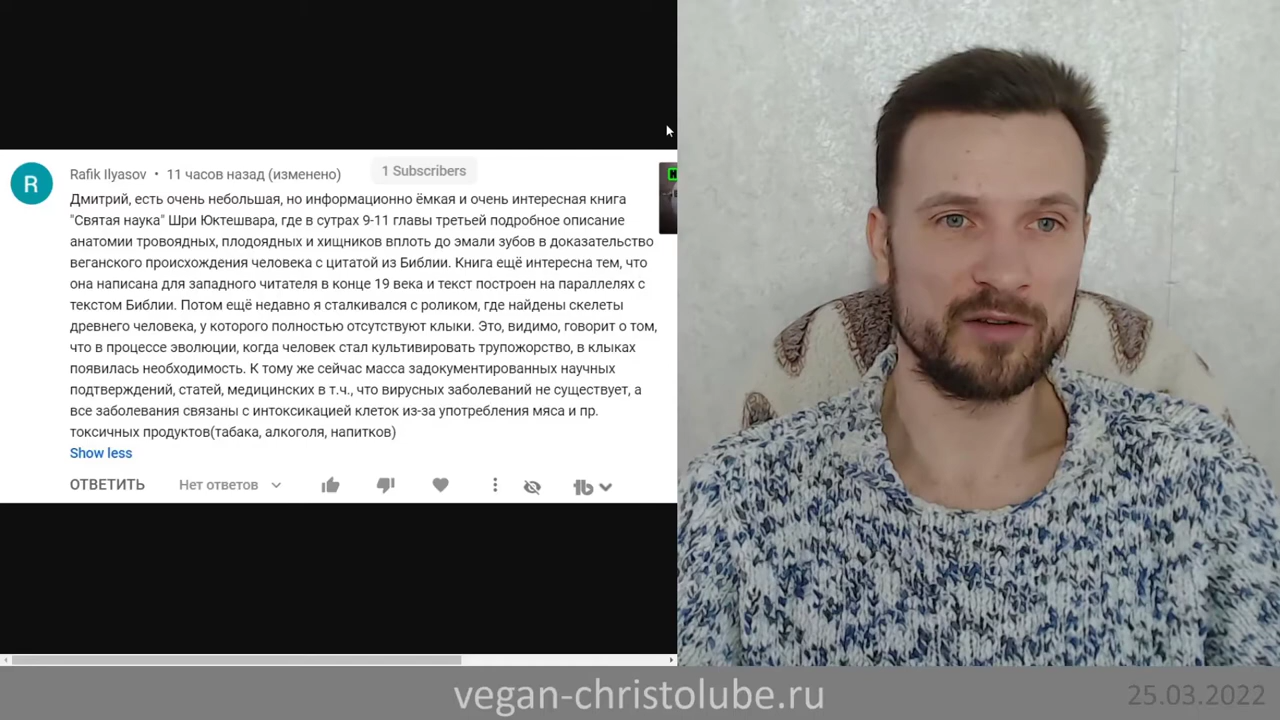 R
Rafik Ilyasov • 11 часов назад (изменено)
1 Subscribers
Дмитрий, есть очень небольшая, но информационно ёмкая и очень интересная книга
"Святая наука" Шри Юктешвара, где в сутрах 9-11 главы третьей подробное описание
анатомии тровоядных, плодоядных и хищников вплоть до эмали зубов в доказательство
веганского происхождения человека с цитатой из Библии. Книга ещё интересна тем, что
она написана для западного читателя в конце 19 века и текст построен на параллелях с
текстом Библии. Потом ещё недавно я сталкивался с роликом, где найдены скелеты
древнего человека, у которого полностью отсутствуют клыки. Это, видимо, говорит о том,
что в процессе эволюции, когда человек стал культивировать трупожорство, в клыках
появилась необходимость. К тому же сейчас масса задокументированных научных
подтверждений, статей, медицинских в т.ч., что вирусных заболеваний не существует, а
все заболевания связаны с интоксикацией клеток из-за употребления мяса и пр.
токсичных продуктов(табака, алкоголя, напитков)
Show less
ОТВЕТИТЬ Нет ответов
vegan-christolube.ru
25.03.2022